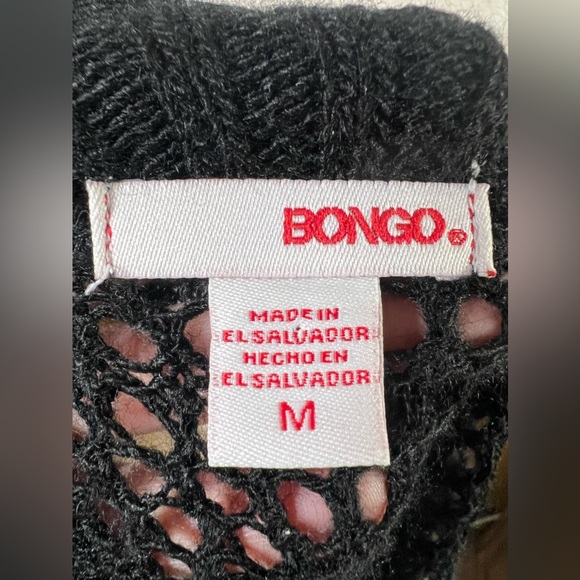 BONGO®
MADE IN
EL SALVADOR
HECHO EN
EL SALVADOR
M